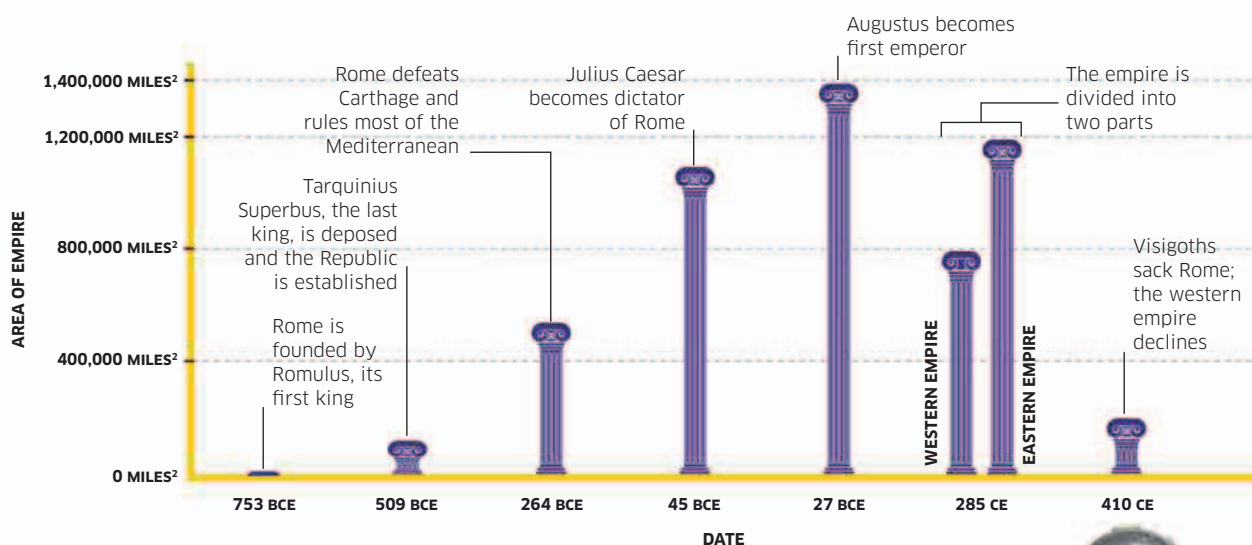 Augustus becomes
first emperor
1,400,000 MILES²
Rome defeats
Carthage and
rules most of the
Mediterranean
Julius Caesar
becomes dictator
of Rome
The empire is
divided into
two parts
1,200,000 MILES²
Tarquinius
Superbus, the last
king, is deposed
and the Republic
is established
800,000 MILES²
Visigoths
sack Rome;
the western
empire
declines
AREA OF EMPIRE
Rome is
founded by
Romulus, its
first king
400,000 MILES²
WESTERN EMPIRE
EASTERN EMPIRE
0 MILES²
753 BCE
509 BCE
264 BCE
45 BCE
27 BCE
285 CE
410 CE
DATE